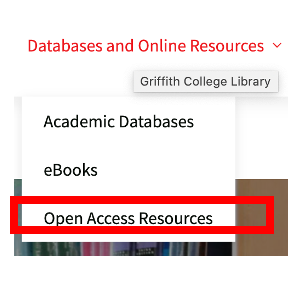 Databases and Online Resources
Griffith College Library
Academic Databases
eBooks
Open Access Resources